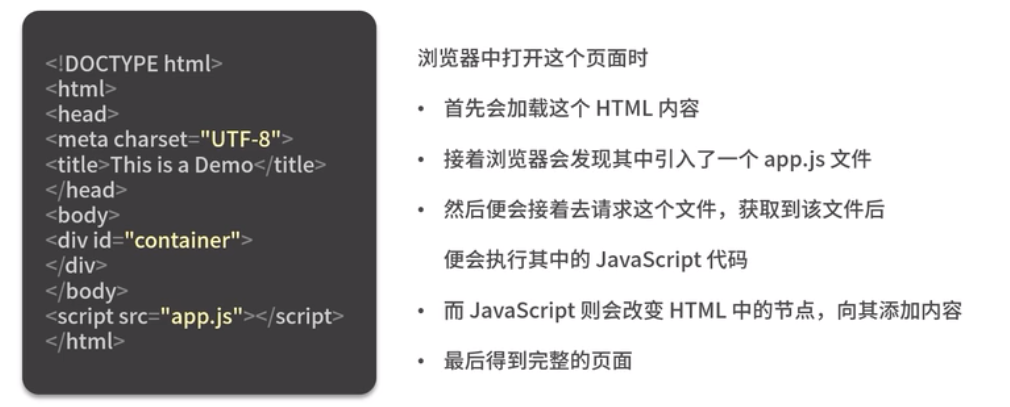 <!DOCTYPE html>
<html>
<head>
<meta charset="UTF-8">
<title>This is a Demo</title>
</head>
<body>
<div id="container">
</div>
</body>
<script src="app.js"></script>
</html>
浏览器中打开这个页面时
• 首先会加载这个 HTML 内容
• 接着浏览器会发现其中引入了一个 app.js 文件
• 然后便会接着去请求这个文件，获取到该文件后
便会执行其中的 JavaScript 代码
• 而 JavaScript 则会改变 HTML 中的节点，向其添加内容
• 最后得到完整的页面